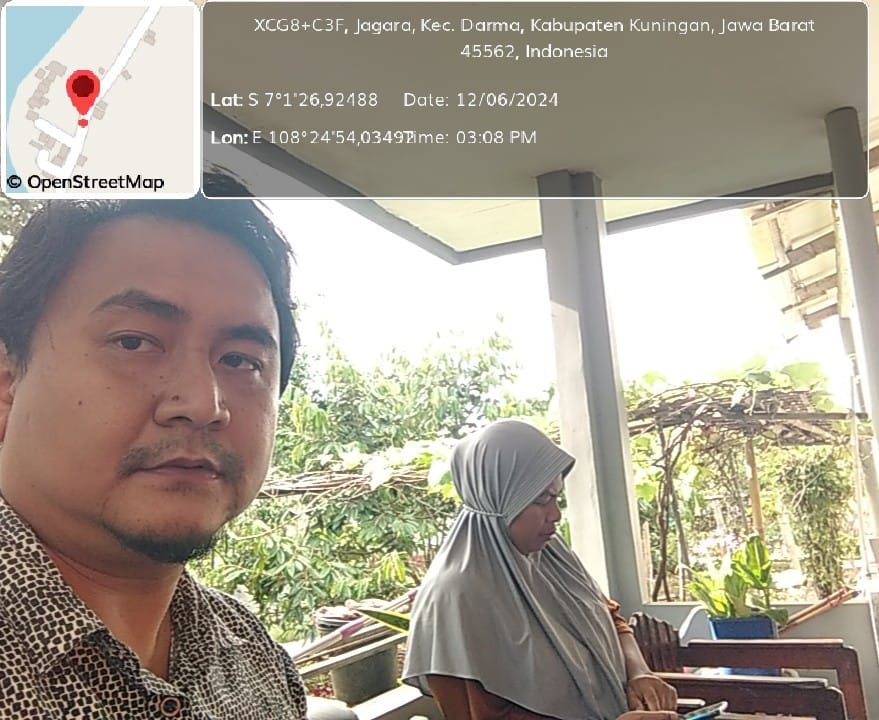 XCG8+C3F, Jagara, Kec. Darma, Kabupaten Kuningan, Jawa Barat
45562, Indonesia
Lat: S 7°1'26,92488 Date: 12/06/2024
Lon: E 108°24'54,0349 Time: 03:08 PM
© OpenStreetMap